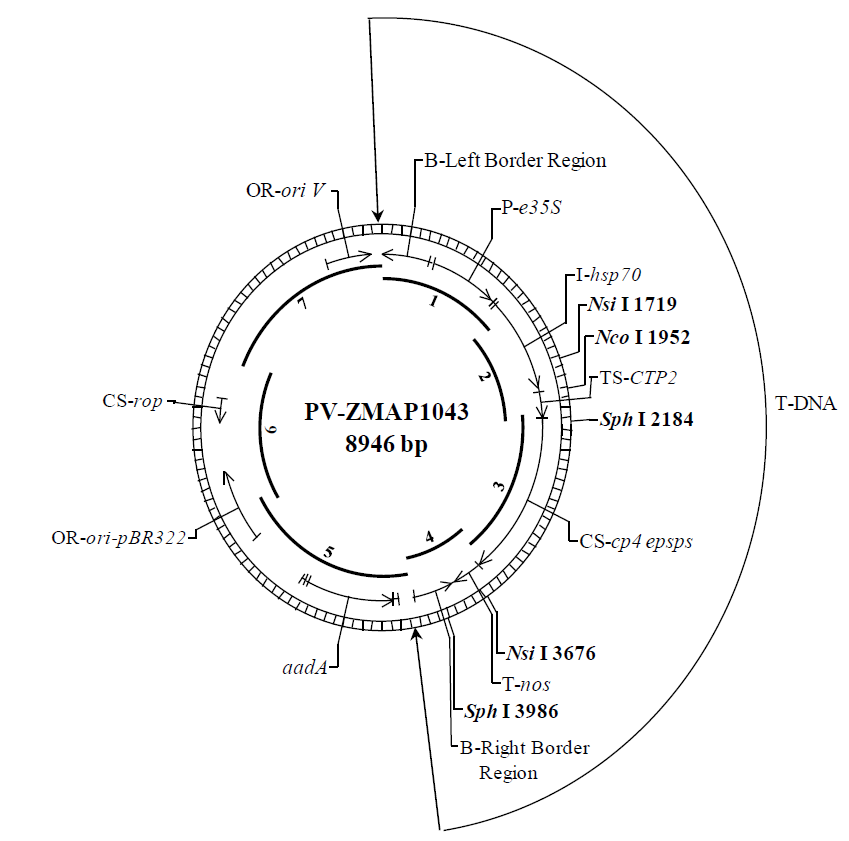 B-Left Border Region
OR-ori V
P-e35S
I-hsp70
Nsi I 1719
Nco I 1952
TS-CTP2
T-DNA
Sph I 2184
CS-rop
PV-ZMAP1043
8946 bp
1
2
3
4
5
6
7
CS-cp4 epsps
OR-ori-pBR322
Nsi I 3676
aadA
T-nos
Sph I 3986
B-Right Border
Region